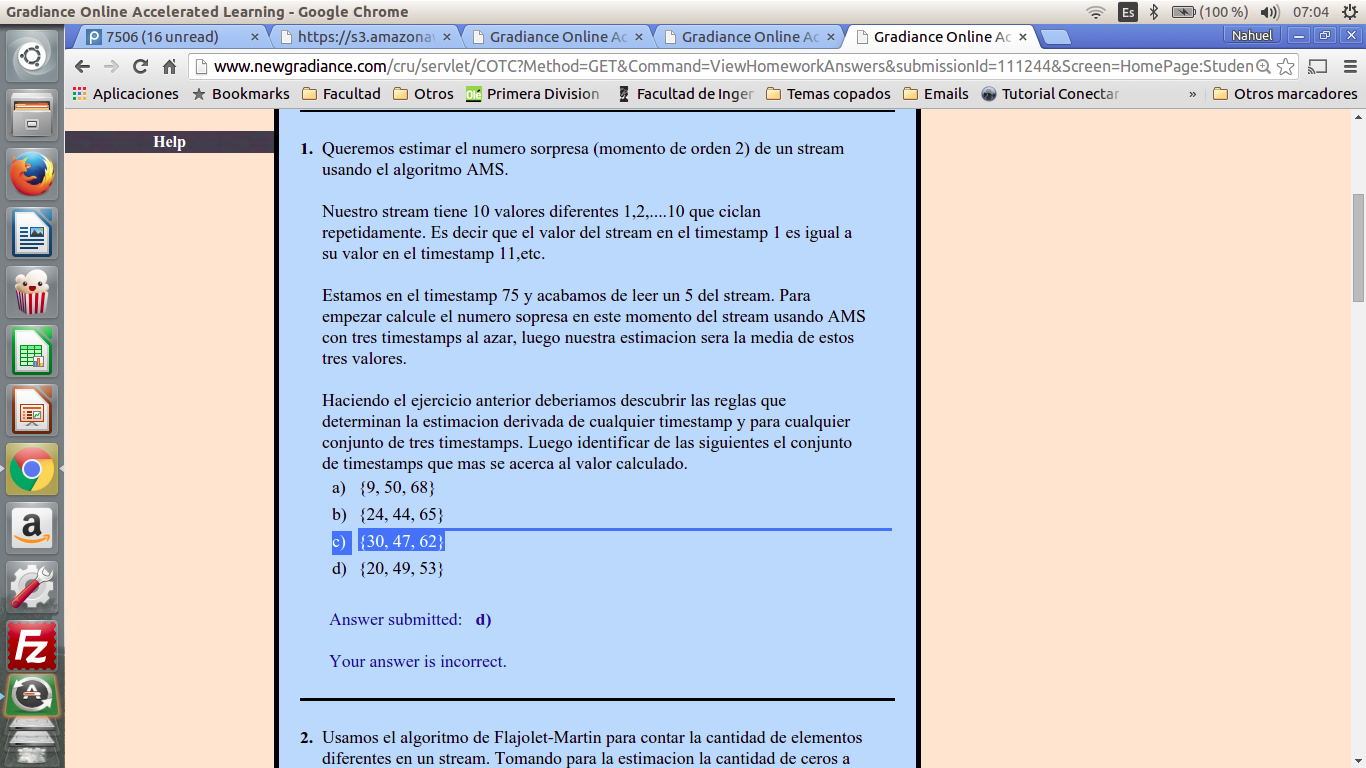 Gradiance Online Accelerated Learning - Google Chrome
Es
(100 %)
07:04
7506 (16 unread)
https://s3.amazona
Gradiance Online Ac
Gradiance Online Ac
Gradiance Online Ac
Nahuel
www.newgradiance.com/cru/servlet/COTC?Method=GET&Command=ViewHomeworkAnswers&submissionId=111244&Screen=HomePage:Studen
Aplicaciones
Bookmarks
Facultad
Otros
Olé
Primera Division
Facultad de Inger
Temas copados
Emails
Tutorial Conectar
»
Otros marcadores
Help
1. Queremos estimar el numero sorpresa (momento de orden 2) de un stream
usando el algoritmo AMS.
Nuestro stream tiene 10 valores diferentes 1,2,....10 que ciclan
repetidamente. Es decir que el valor del stream en el timestamp 1 es igual a
su valor en el timestamp 11,etc.
Estamos en el timestamp 75 y acabamos de leer un 5 del stream. Para
empezar calcule el numero sopresa en este momento del stream usando AMS
con tres timestamps al azar, luego nuestra estimacion sera la media de estos
tres valores.
Haciendo el ejercicio anterior deberiamos descubrir las reglas que
determinan la estimacion derivada de cualquier timestamp y para cualquier
conjunto de tres timestamps. Luego identificar de las siguientes el conjunto
de timestamps que mas se acerca al valor calculado.
a) {9, 50, 68}
b) {24, 44, 65}
c) {30, 47, 62}
d) {20, 49, 53}
Answer submitted: d)
Your answer is incorrect.
2. Usamos el algoritmo de Flajolet-Martin para contar la cantidad de elementos
diferentes en un stream. Tomando para la estimacion la cantidad de ceros a
a
Fz
A